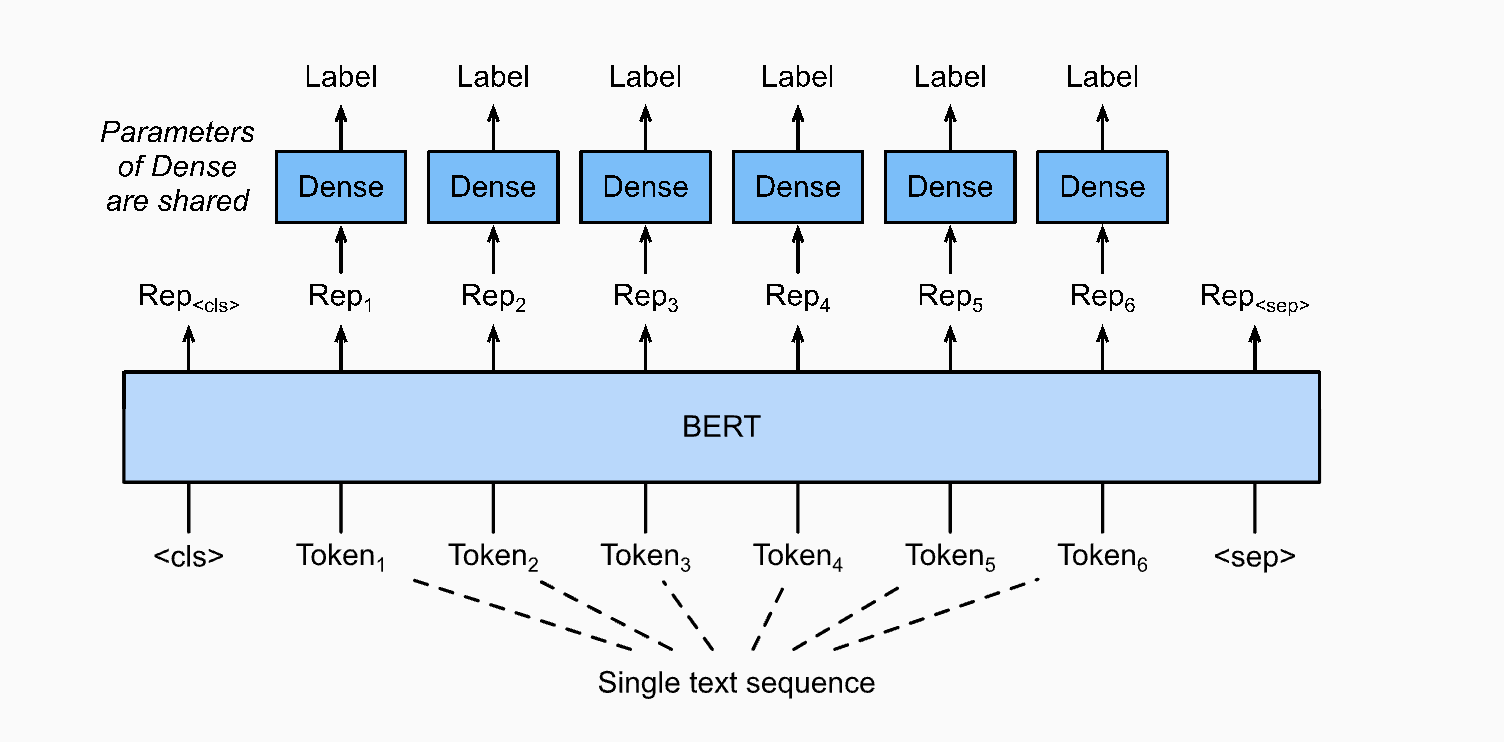 Label Label Label Label Label Label
Parameters
of Dense
are shared
Dense Dense Dense Dense Dense Dense
Rep<cls> Rep1 Rep2 Rep3 Rep4 Rep5 Rep6 Rep<sep>
BERT
<cls> Token1 Token2 Token3 Token4 Token5 Token6 <sep>
Single text sequence